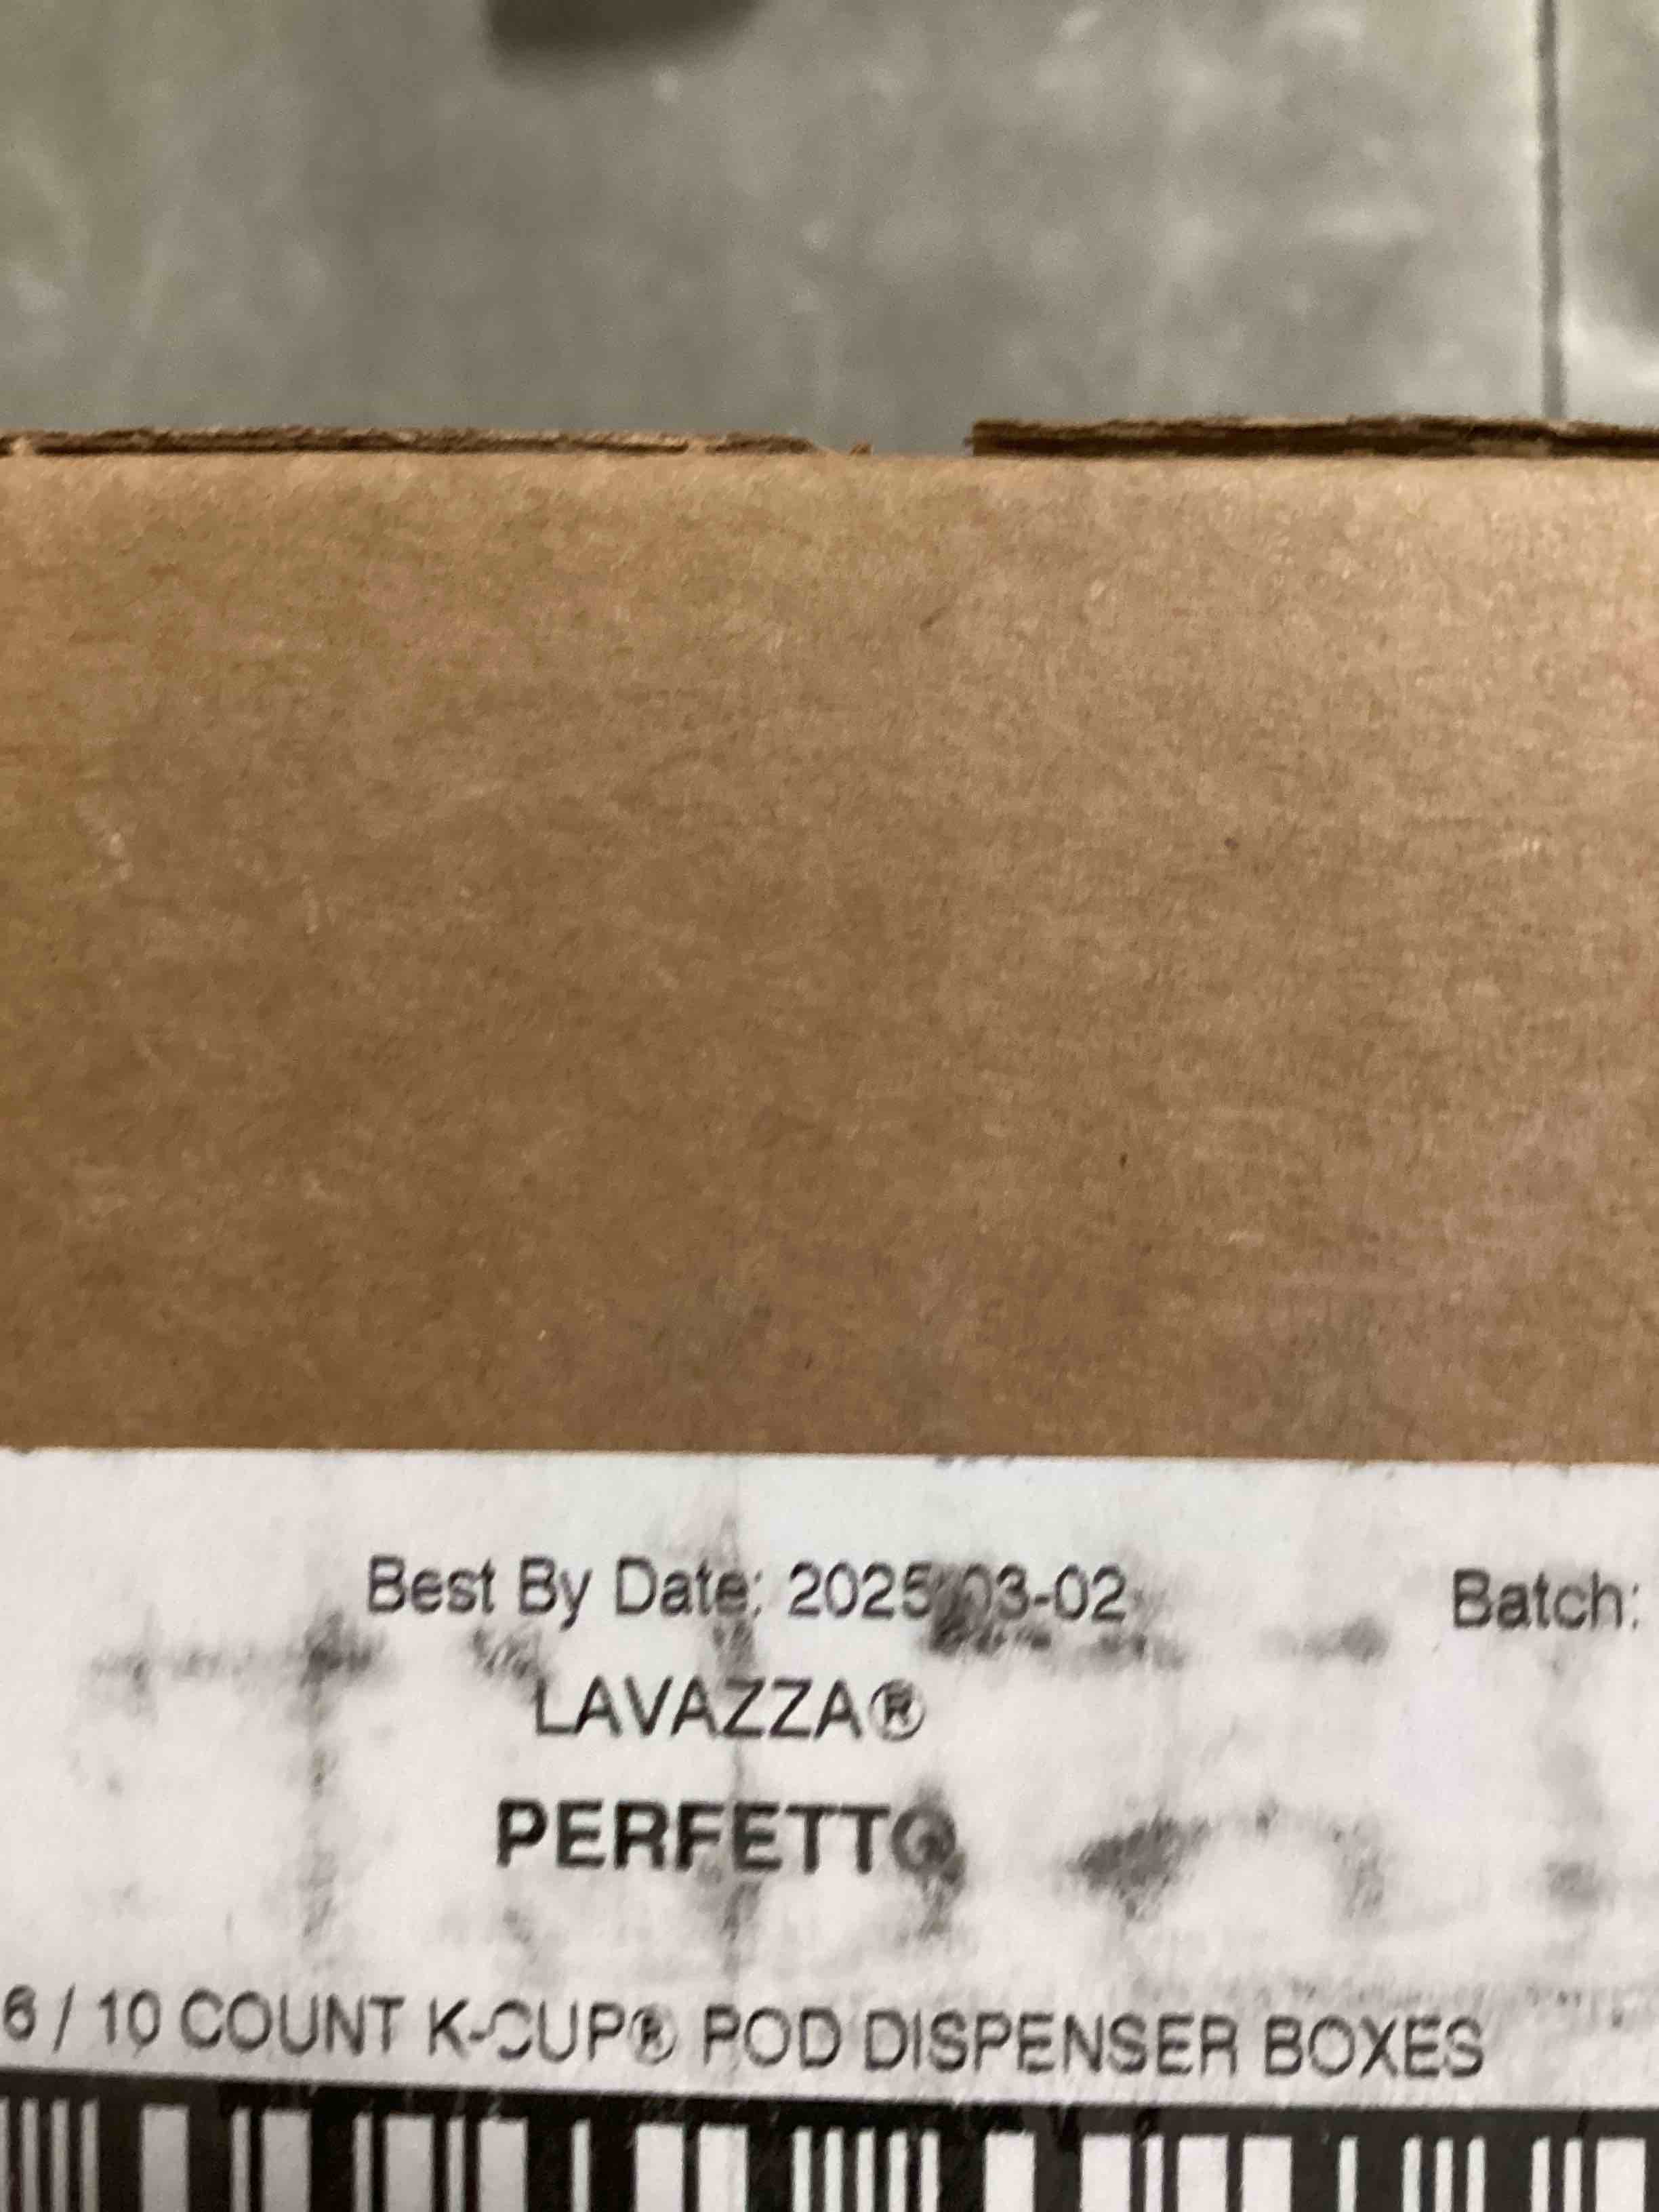 Best By Date: 2025-03-02 Batch:
LAVAZZA®
PERFETTO
6 / 10 COUNT K-CUP® POD DISPENSER BOXES